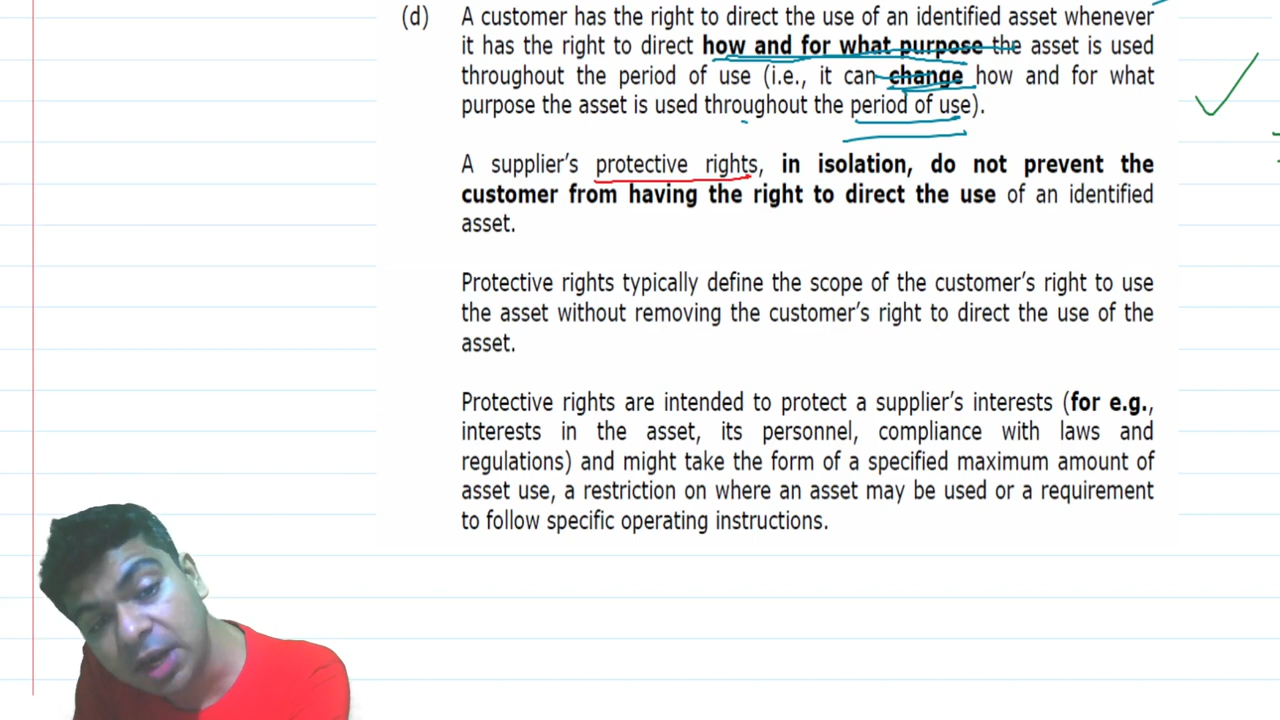 (d) A customer has the right to direct the use of an identified asset whenever
it has the right to direct how and for what purpose the asset is used
throughout the period of use (i.e., it can change how and for what
purpose the asset is used throughout the period of use).
A supplier's protective rights, in isolation, do not prevent the
customer from having the right to direct the use of an identified
asset.
Protective rights typically define the scope of the customer's right to use
the asset without removing the customer's right to direct the use of the
asset.
Protective rights are intended to protect a supplier's interests (for e.g.,
interests in the asset, its personnel, compliance with laws and
regulations) and might take the form of a specified maximum amount of
asset use, a restriction on where an asset may be used or a requirement
to follow specific operating instructions.